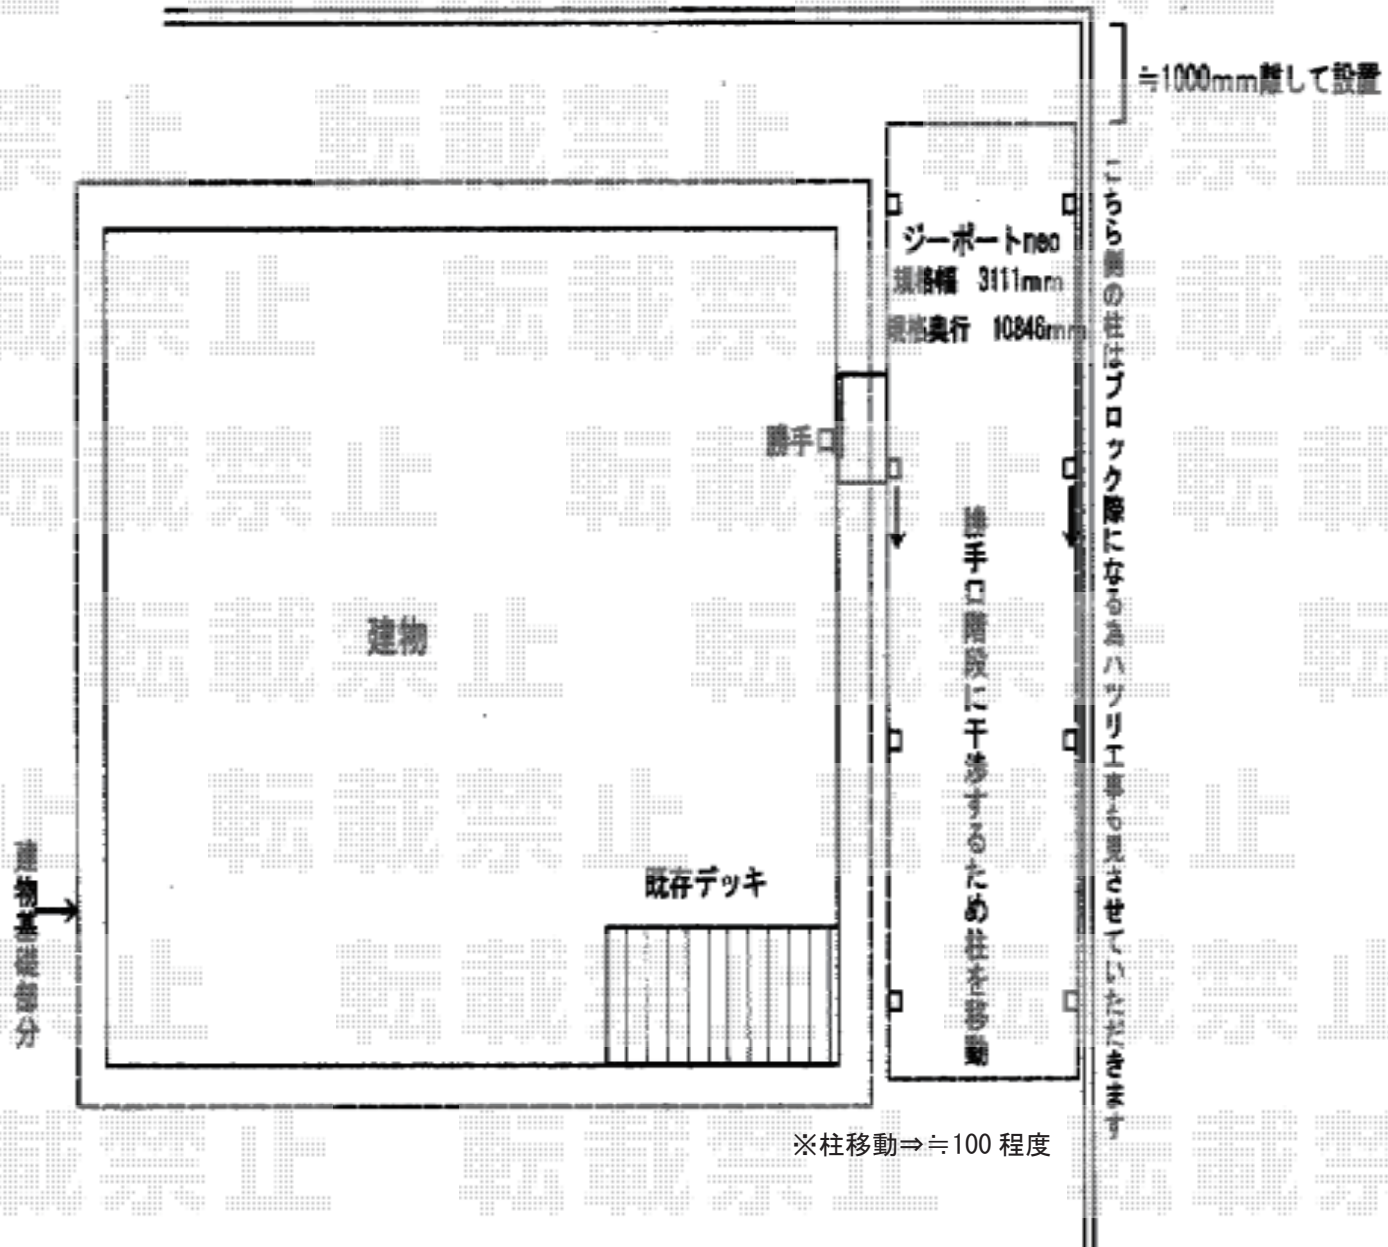 ≒1000mm離して設置
ジーポートneo
規格幅 3111mm
規格奥行 10846mm
こちら側の柱はブロック際になる為ハツリ工事も見させていただきます
勝手口
勝手口階段に干渉するため柱を移動
建物
既存デッキ
建物基礎部分
※柱移動⇒≒100 程度
転載禁止